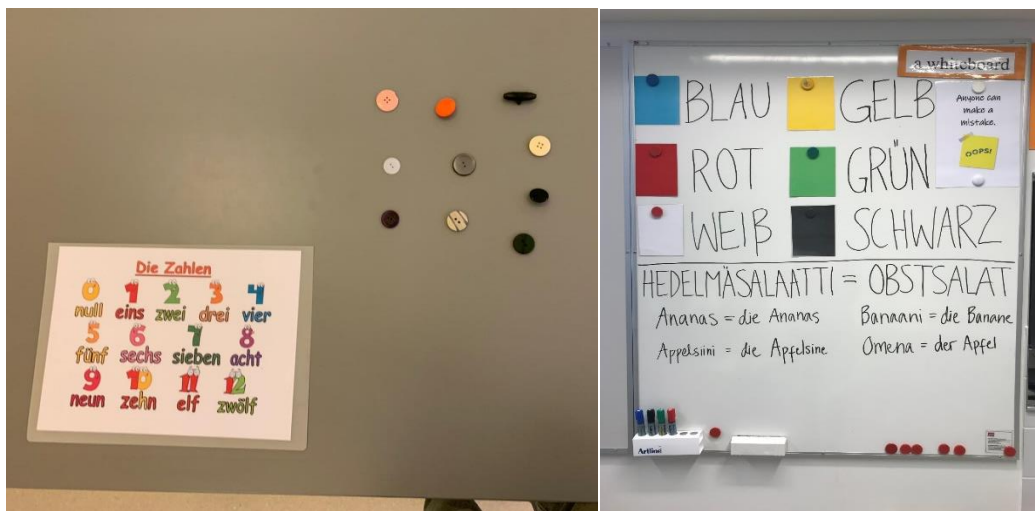 Die Zahlen
0 1 2 3 4
null eins zwei drei vier
5 6 7 8
fünf sechs sieben acht
9 10 11 12
neun zehn elf zwölf
a whiteboard
BLAU GELB
ROT GRÜN
WEIß SCHWARZ
Anyone can
make a
mistake.
OOPS!
HEDELMÄSALAATTI = OBSTSALAT
Ananas = die Ananas Banaani = die Banane
Appelsiini = die Apfelsine Omena = der Apfel
Artline